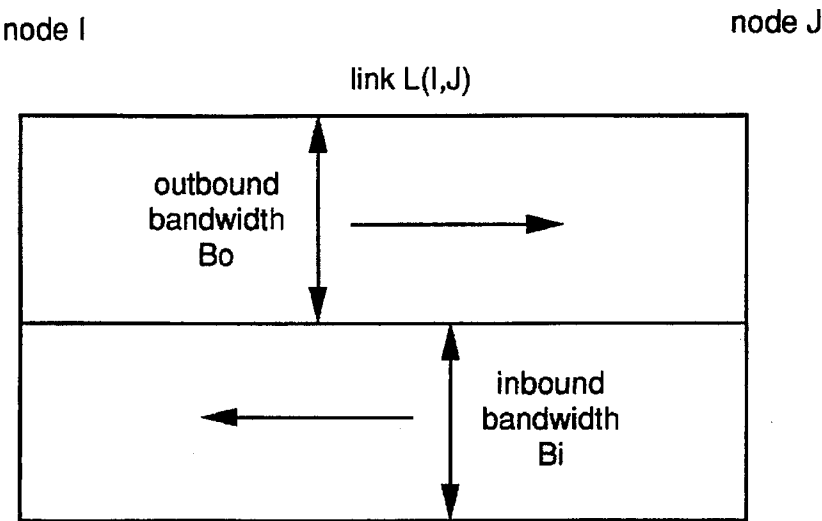 node I
node J
link L(I,J)
outbound
bandwidth
Bo
inbound
bandwidth
Bi